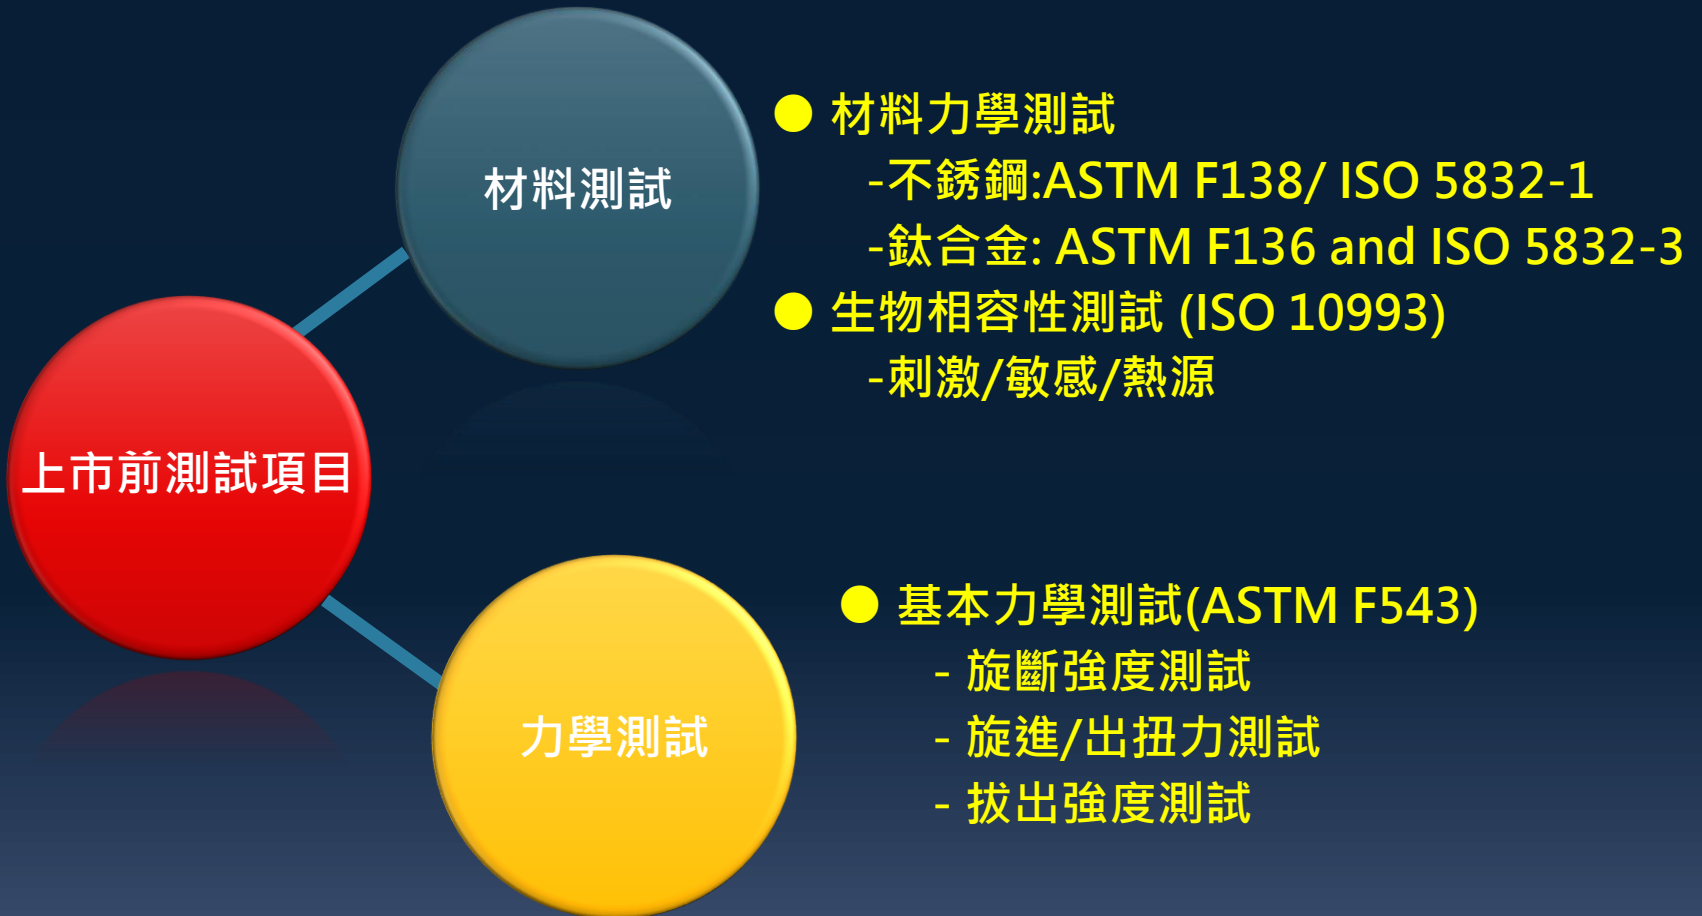 材料測試
● 材料力學測試
-不銹鋼:ASTM F138/ ISO 5832-1
-鈦合金: ASTM F136 and ISO 5832-3
● 生物相容性測試 (ISO 10993)
-刺激/敏感/熱源
上市前測試項目
力學測試
● 基本力學測試(ASTM F543)
- 旋斷強度測試
- 旋進/出扭力測試
- 拔出強度測試